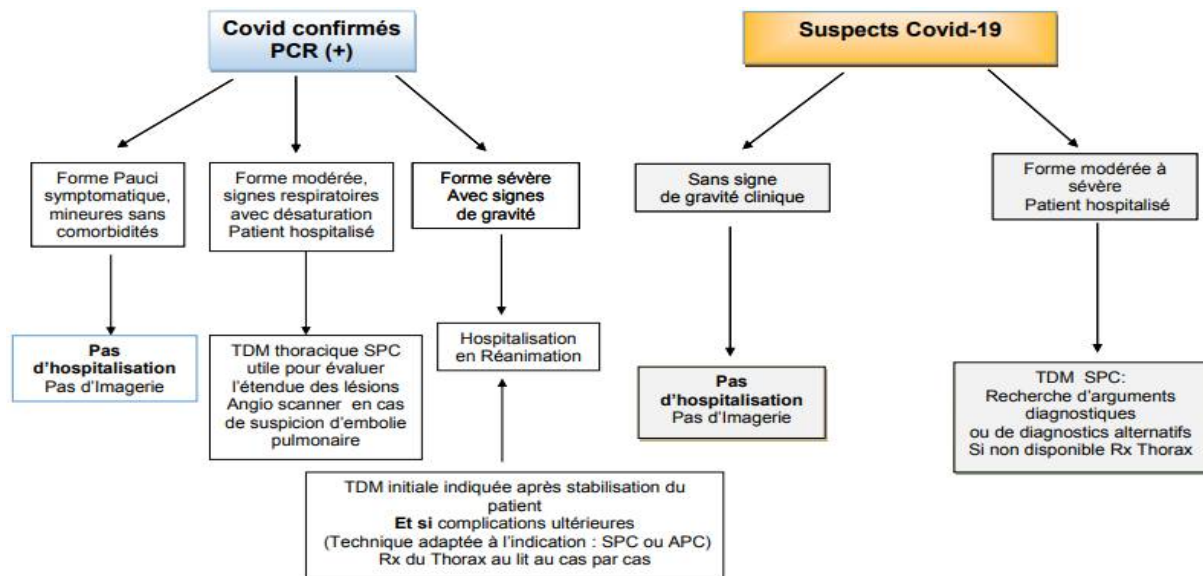 Covid confirmés
PCR (+)
Suspects Covid-19
Forme Pauci
symptomatique,
mineures sans
comorbidités
Forme modérée,
signes respiratoires
avec désaturation
Patient hospitalisé
Forme sévère
Avec signes
de gravité
Sans signe
de gravité clinique
Forme modérée à
sévère
Patient hospitalisé
Pas
d'hospitalisation
Pas d'Imagerie
TDM thoracique SPC
utile pour évaluer
l'étendue des lésions
Angio scanner en cas
de suspicion d'embolie
pulmonaire
Hospitalisation
en Réanimation
Pas
d'hospitalisation
Pas d'Imagerie
TDM SPC:
Recherche d'arguments
diagnostiques
ou de diagnostics alternatifs
Si non disponible Rx Thorax
TDM initiale indiquée après stabilisation du
patient
Et si complications ultérieures
(Technique adaptée à l'indication : SPC ou APC)
Rx du Thorax au lit au cas par cas